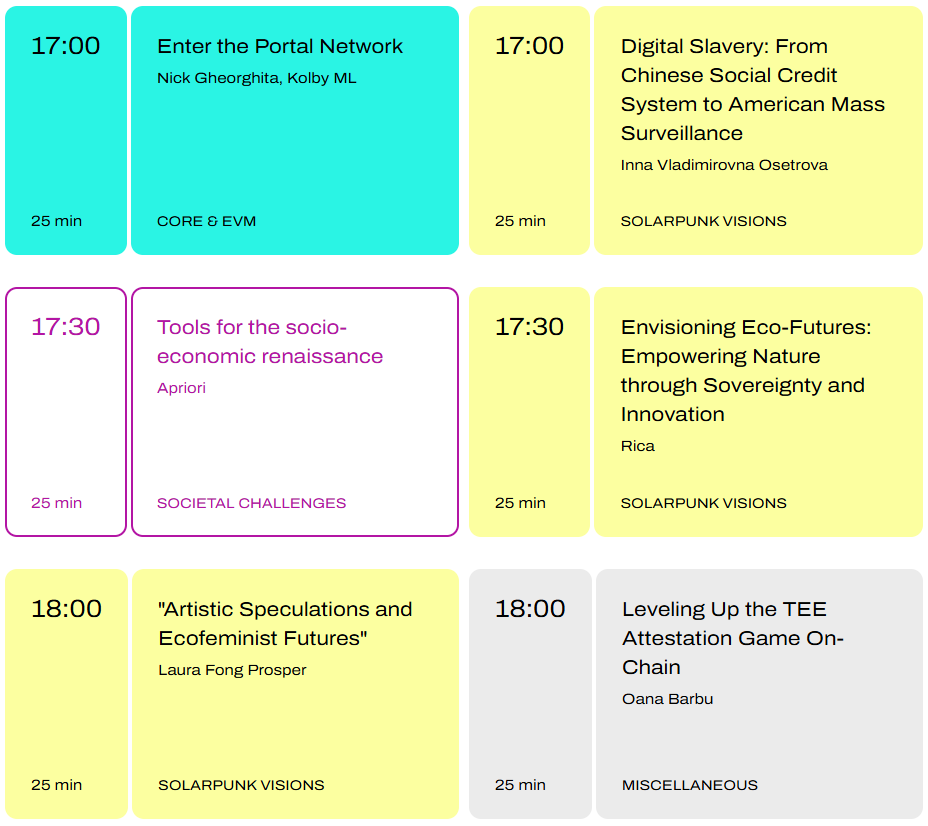 17:00
Enter the Portal Network
Nick Gheorghita, Kolby ML
25 min
CORE & EVM
17:00
Digital Slavery: From
Chinese Social Credit
System to American Mass
Surveillance
Inna Vladimirovna Osetrova
25 min
SOLARPUNK VISIONS
17:30
Tools for the socio-
economic renaissance
Apriori
25 min
SOCIETAL CHALLENGES
17:30
Envisioning Eco-Futures:
Empowering Nature
through Sovereignty and
Innovation
Rica
25 min
SOLARPUNK VISIONS
18:00
"Artistic Speculations and
Ecofeminist Futures"
Laura Fong Prosper
25 min
SOLARPUNK VISIONS
18:00
Leveling Up the TEE
Attestation Game On-
Chain
Oana Barbu
25 min
MISCELLANEOUS